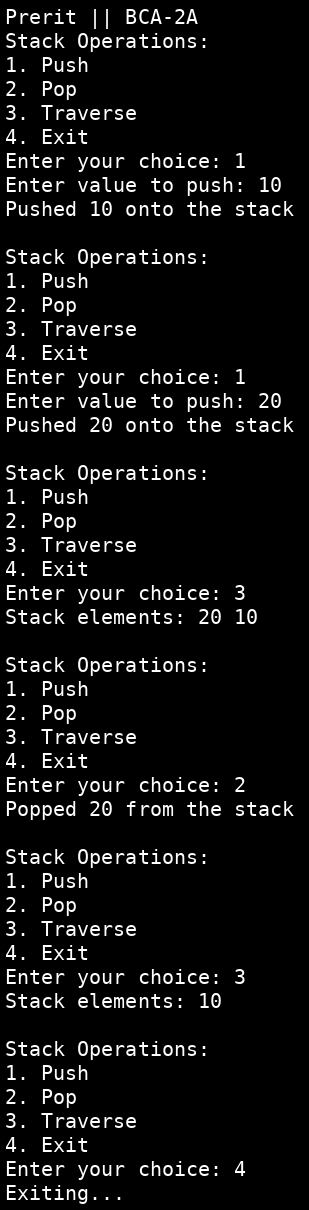 Prerit || BCA-2A
Stack Operations:
1. Push
2. Pop
3. Traverse
4. Exit
Enter your choice: 1
Enter value to push: 10
Pushed 10 onto the stack

Stack Operations:
1. Push
2. Pop
3. Traverse
4. Exit
Enter your choice: 1
Enter value to push: 20
Pushed 20 onto the stack

Stack Operations:
1. Push
2. Pop
3. Traverse
4. Exit
Enter your choice: 3
Stack elements: 20 10

Stack Operations:
1. Push
2. Pop
3. Traverse
4. Exit
Enter your choice: 2
Popped 20 from the stack

Stack Operations:
1. Push
2. Pop
3. Traverse
4. Exit
Enter your choice: 3
Stack elements: 10

Stack Operations:
1. Push
2. Pop
3. Traverse
4. Exit
Enter your choice: 4
Exiting...